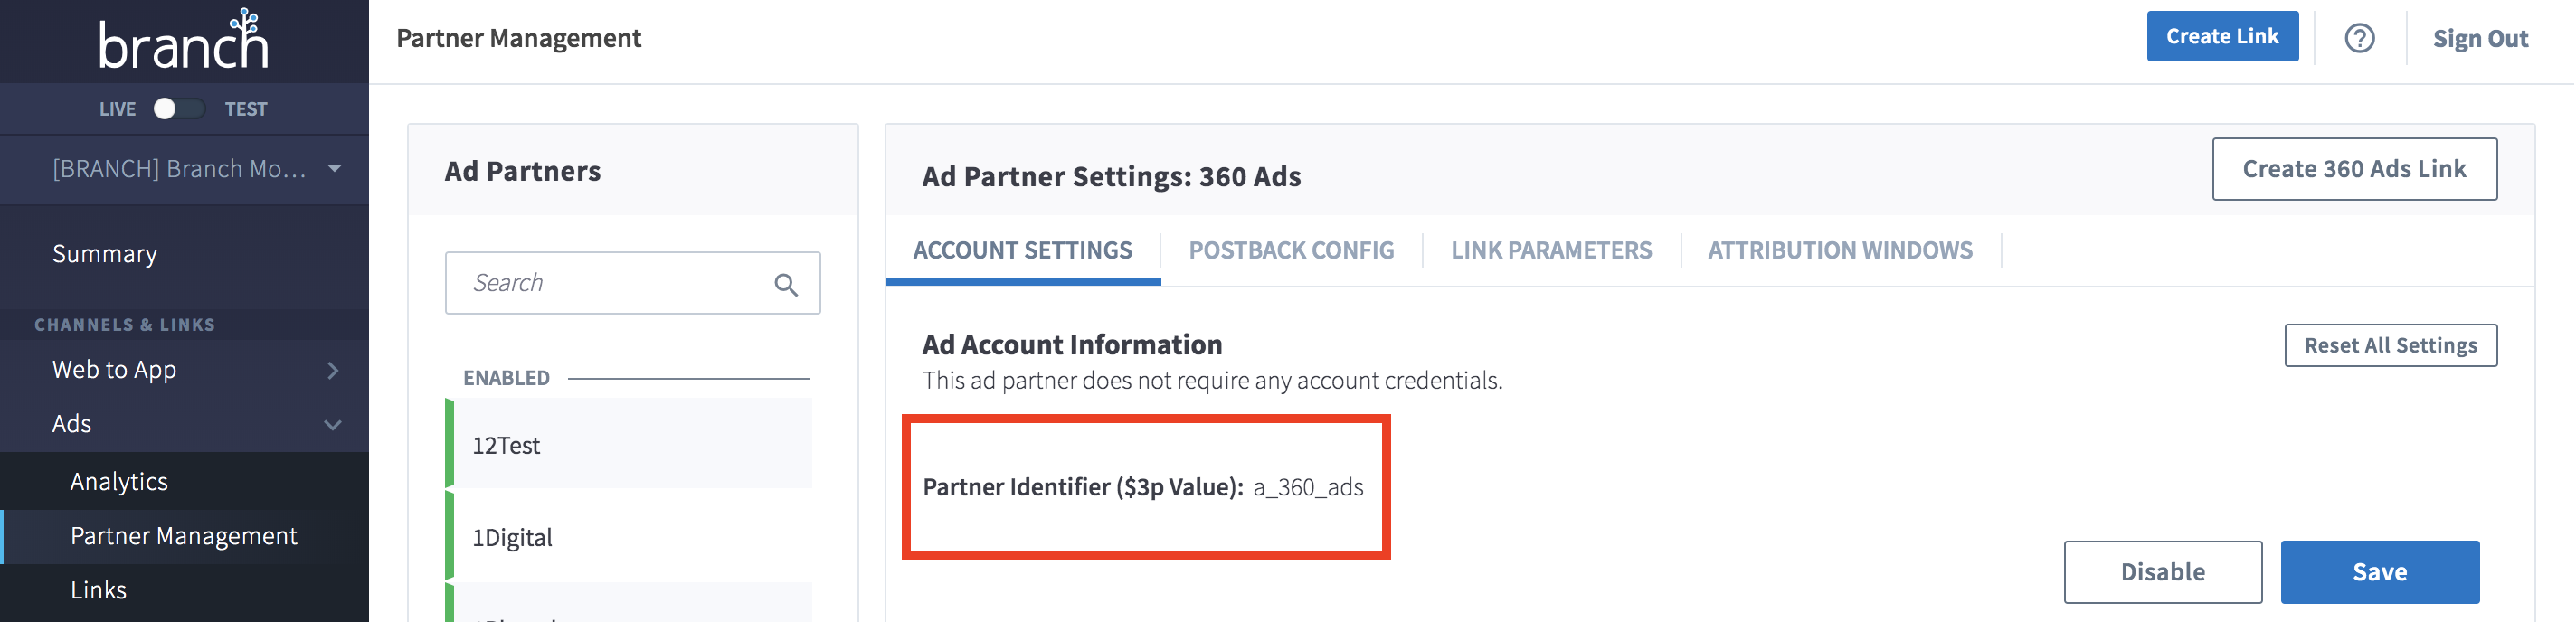 branch
LIVE TEST
[BRANCH] Branch Mo...
Summary
CHANNELS & LINKS
Web to App
Ads
Analytics
Partner Management
Links
Partner Management
Create Link
Sign Out
Ad Partners
Search
ENABLED
12Test
1Digital
Ad Partner Settings: 360 Ads
Create 360 Ads Link
ACCOUNT SETTINGS POSTBACK CONFIG LINK PARAMETERS ATTRIBUTION WINDOWS
Ad Account Information
Reset All Settings
This ad partner does not require any account credentials.
Partner Identifier ($3p Value): a_360_ads
Disable Save